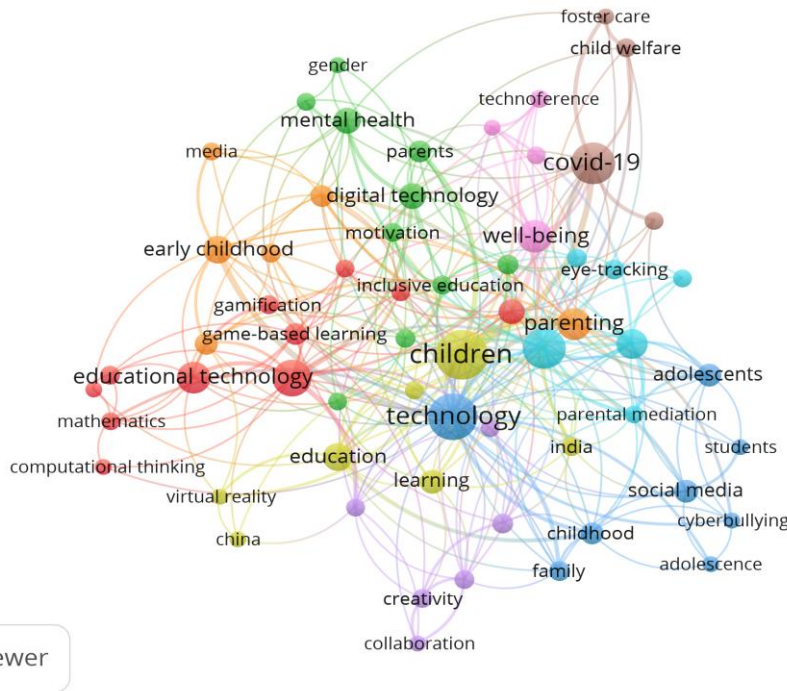 foster care
child welfare
gender
technoference
mental health
media
parents
covid-19
digital technology
motivation
well-being
early childhood
eye-tracking
inclusive education
gamification
parenting
game-based learning
children
educational technology
adolescents
technology
parental mediation
mathematics
students
india
education
computational thinking
learning
virtual reality
social media
cyberbullying
childhood
china
adolescence
family
creativity
collaboration
ewer